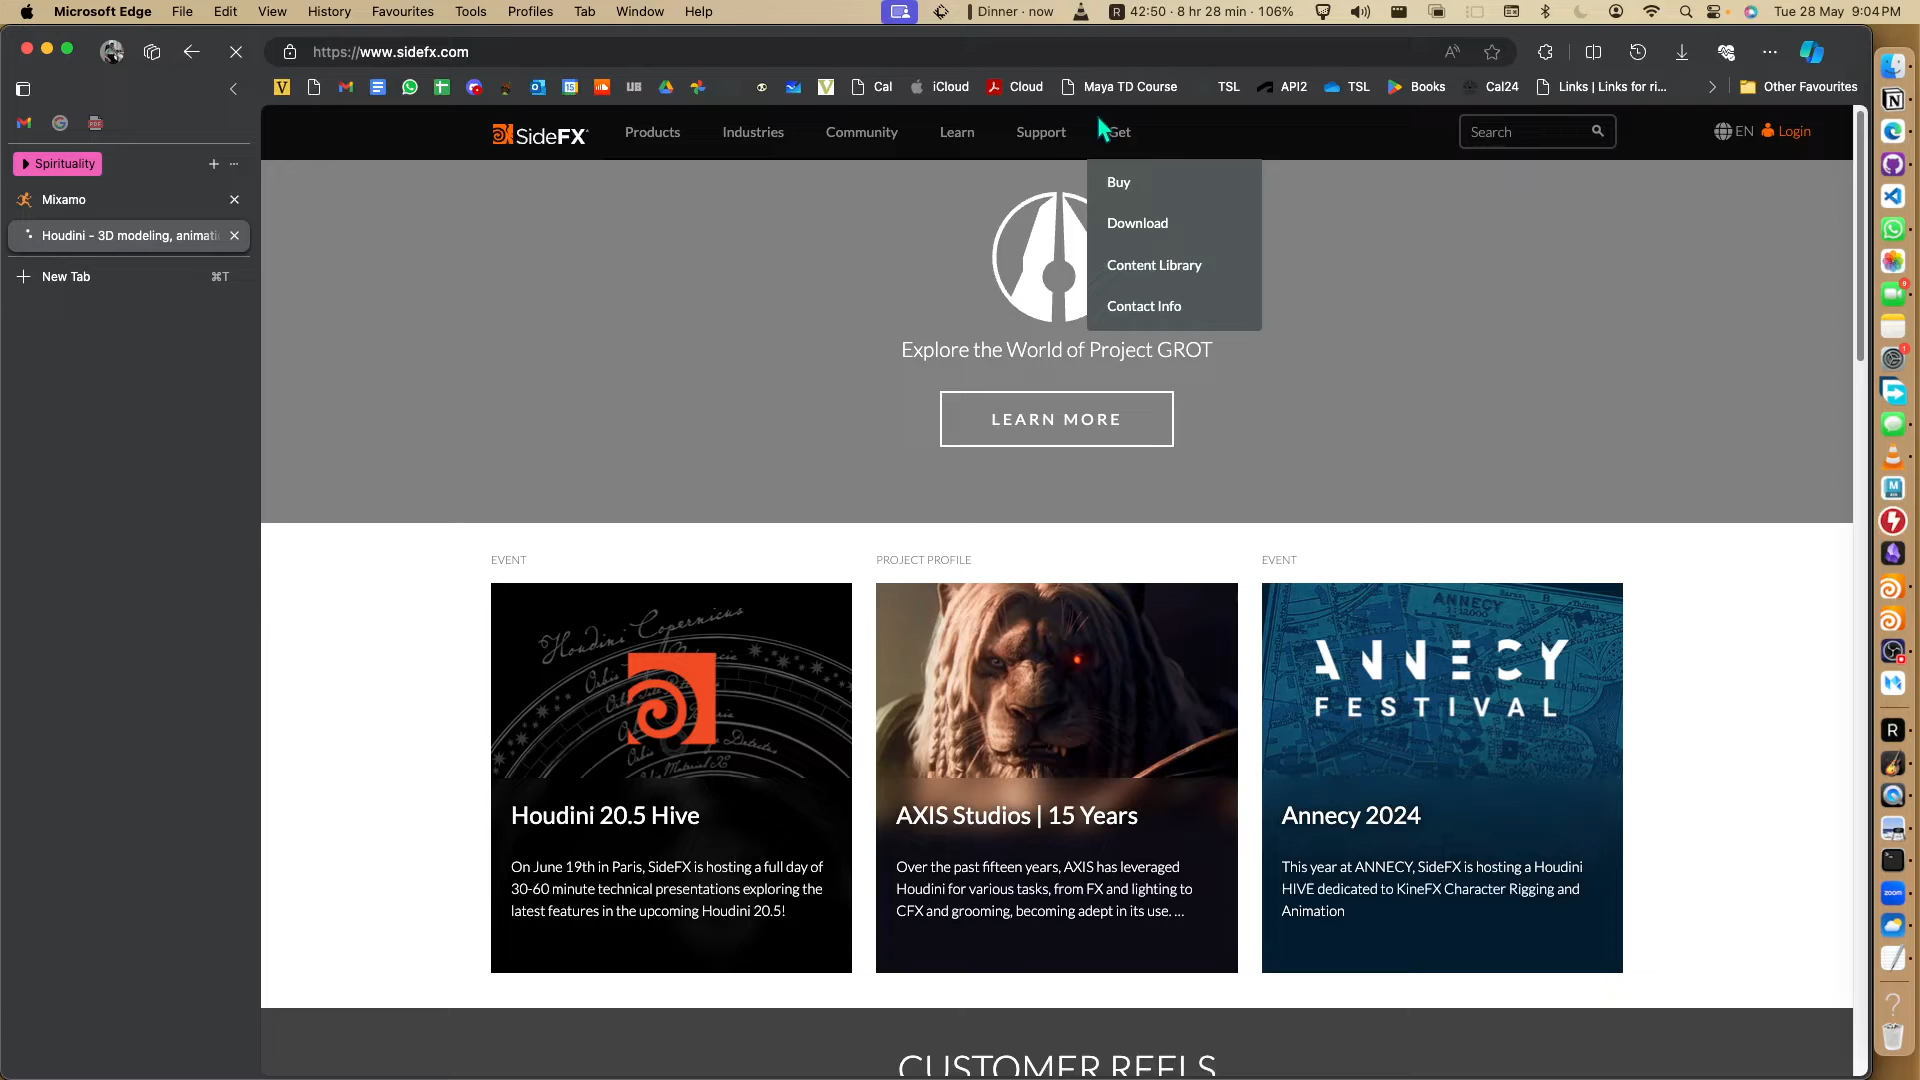 Microsoft Edge File Edit View History Favourites Tools Profiles Tab Window Help
Dinner · now
R 42:50 · 8 hr 28 min · 106%
Tue 28 May 9:04 PM
https://www.sidefx.com
Cal
iCloud
Cloud
Maya TD Course
TSL
API2
TSL
Books
Cal24
Links | Links for ri...
Other Favourites
Spirituality
Mixamo
Houdini - 3D modeling, animati
New Tab ⌘T
SideFX
Products
Industries
Community
Learn
Support
Get
Search
EN
Login
Buy
Download
Content Library
Contact Info
Explore the World of Project GROT
LEARN MORE
EVENT
Houdini Copernicus
Houdini 20.5 Hive
On June 19th in Paris, SideFX is hosting a full day of
30-60 minute technical presentations exploring the
latest features in the upcoming Houdini 20.5!
PROJECT PROFILE
AXIS Studios | 15 Years
Over the past fifteen years, AXIS has leveraged
Houdini for various tasks, from FX and lighting to
CFX and grooming, becoming adept in its use. ...
EVENT
ANNECY
ANNECY
FESTIVAL
Annecy 2024
This year at ANNECY, SideFX is hosting a Houdini
HIVE dedicated to KineFX Character Rigging and
Animation
CUSTOMER REELS